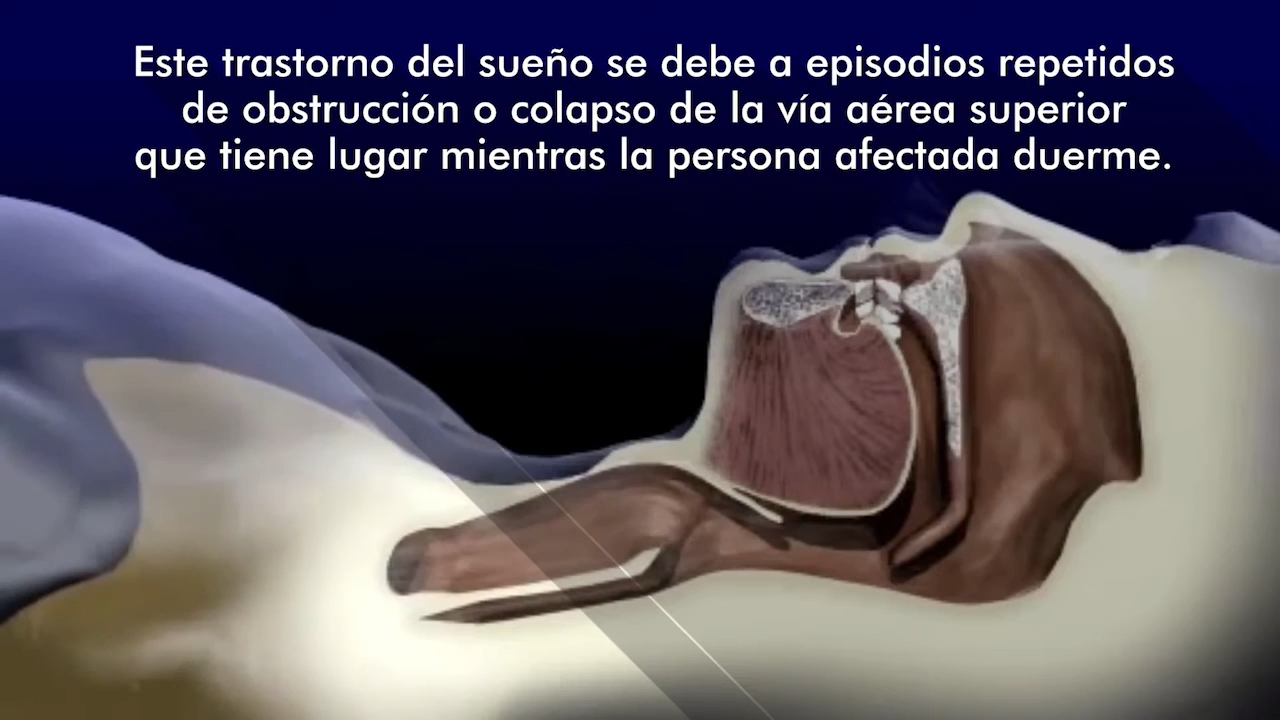 Este trastorno del sueño se debe a episodios repetidos
de obstrucción o colapso de la vía aérea superior
que tiene lugar mientras la persona afectada duerme.